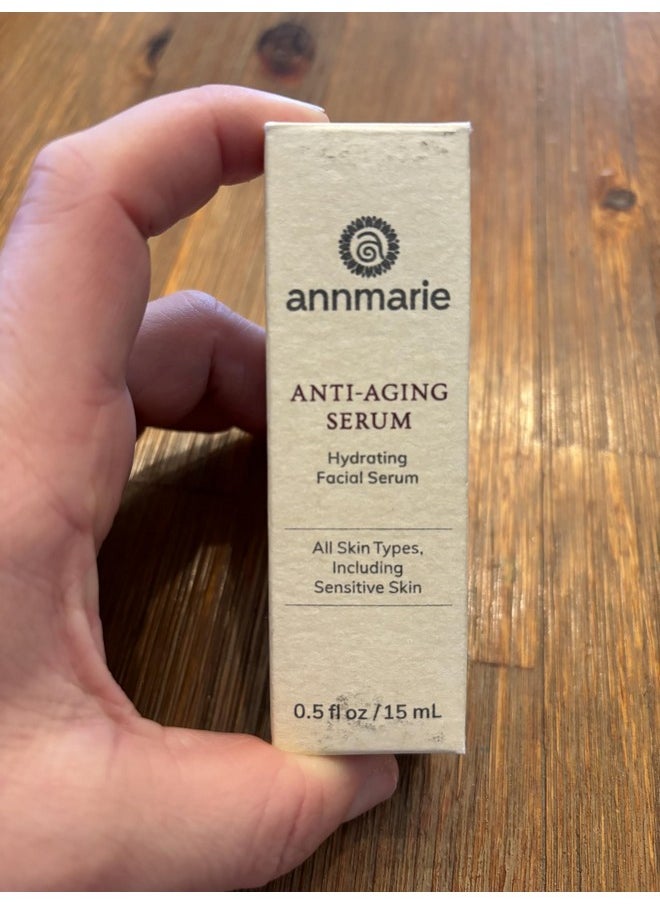 annmarie
ANTI-AGING
SERUM
Hydrating
Facial Serum
All Skin Types,
Including
Sensitive Skin
0.5 fl oz / 15 mL